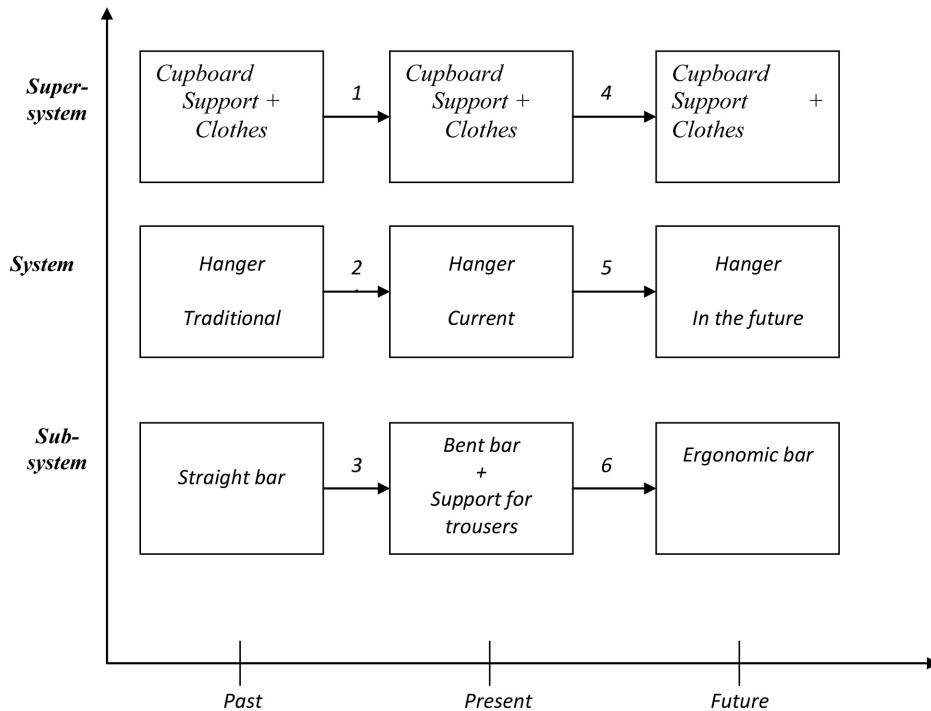 Super-
system
Cupboard
Support +
Clothes
1
Cupboard
Support +
Clothes
4
Cupboard
Support +
Clothes
System
Hanger
Traditional
2
Hanger
Current
5
Hanger
In the future
Sub-
system
Straight bar
3
Bent bar
+
Support for
trousers
6
Ergonomic bar
Past
Present
Future